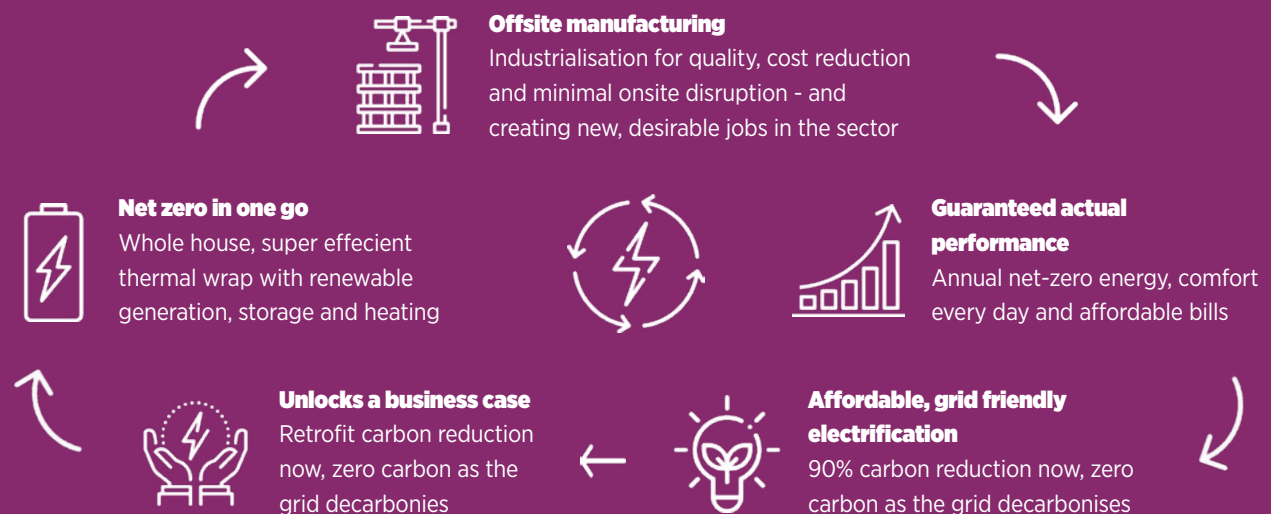 Offsite manufacturing
Industrialisation for quality, cost reduction
and minimal onsite disruption - and
creating new, desirable jobs in the sector
Net zero in one go
Whole house, super effecient
thermal wrap with renewable
generation, storage and heating
Guaranteed actual
performance
Annual net-zero energy, comfort
every day and affordable bills
Unlocks a business case
Retrofit carbon reduction
now, zero carbon as the
grid decarbonies
Affordable, grid friendly
electrification
90% carbon reduction now, zero
carbon as the grid decarbonises